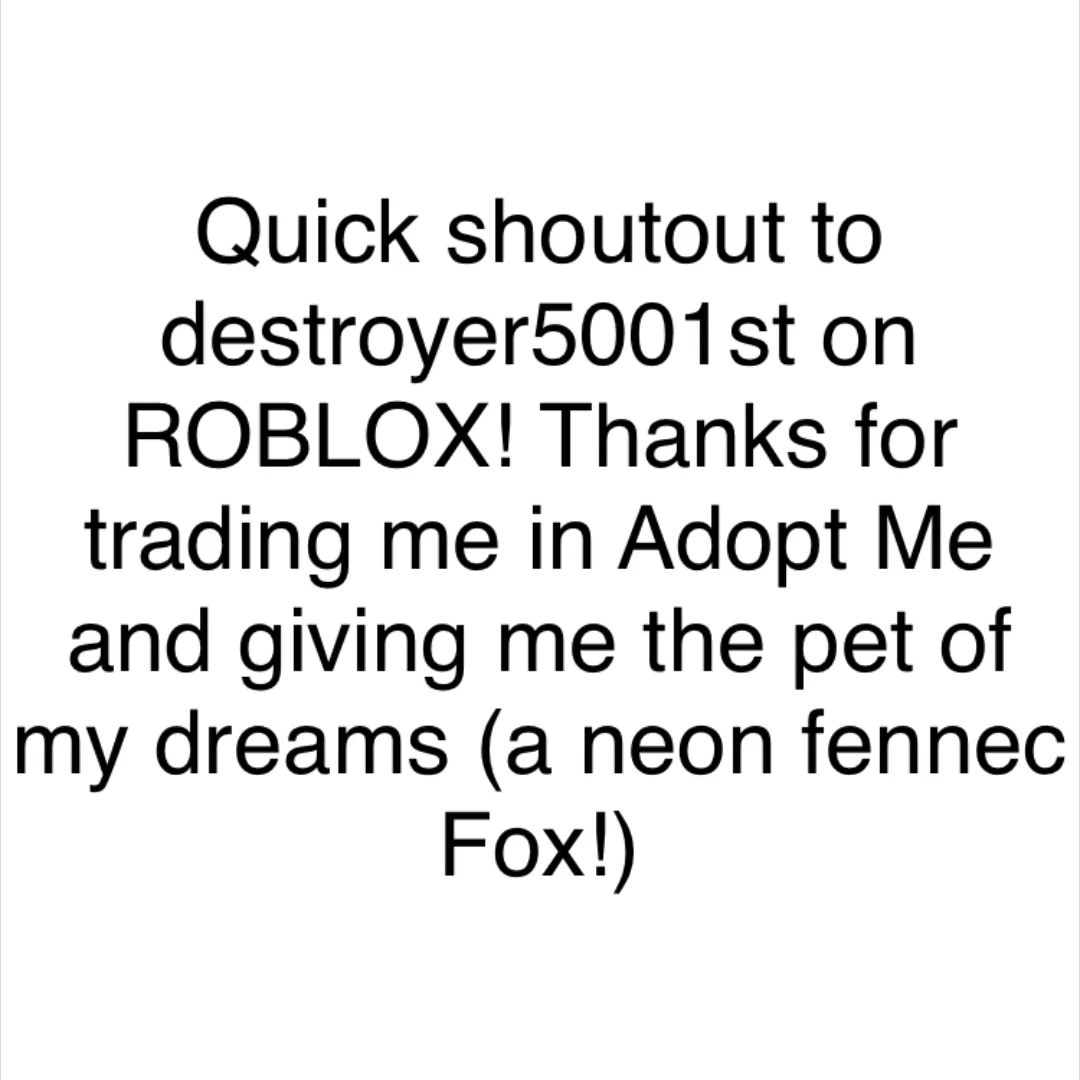 Quick shoutout to
destroyer5001st on
ROBLOX! Thanks for
trading me in Adopt Me
and giving me the pet of
my dreams (a neon fennec
Fox!)